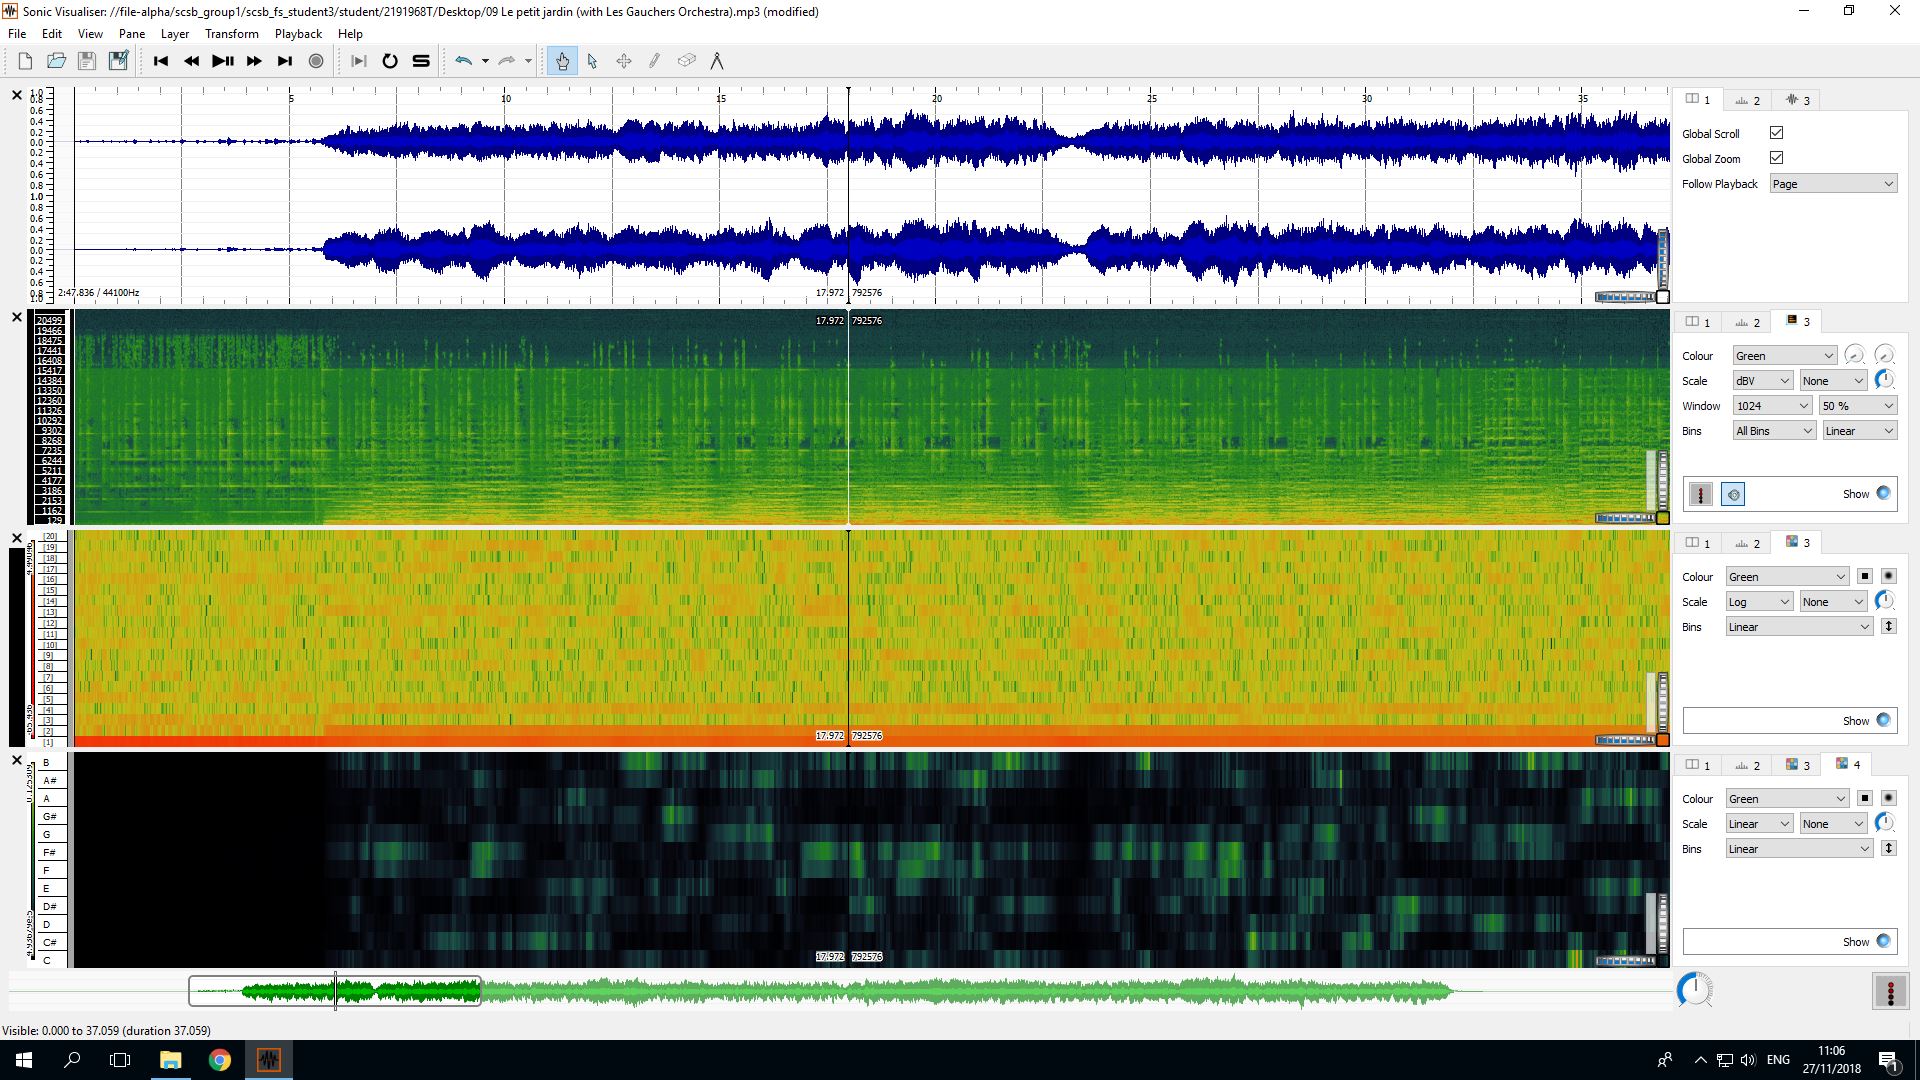 Sonic Visualiser: //file-alpha/scsb_group1/scsb_fs_student3/student/2191968T/Desktop/09 Le petit jardin (with Les Gauchers Orchestra).mp3 (modified)
File Edit View Pane Layer Transform Playback Help
5 10 15 20 25 30 35
1.0
0.8
0.6
0.4
0.2
0.0
0.2
0.4
0.6
0.8
1.0
0.8
0.6
0.4
0.2
0.0
0.2
0.4
0.6
0.8
1.0
2:47.836 / 44100Hz
17.972 792576
1 2 3
Global Scroll
Global Zoom
Follow Playback Page
20499
19466
18475
17441
16408
15417
14384
13350
12360
11326
10292
9302
8268
7235
6244
5211
4177
3186
2153
1162
129
17.972 792576
1 2 3
Colour Green
Scale dBV None
Window 1024 50 %
Bins All Bins Linear
Show
[20]
[19]
[18]
[17]
[16]
[15]
[14]
[13]
[12]
[11]
[10]
[9]
[8]
[7]
[6]
[5]
[4]
[3]
[2]
[1]
17.972 792576
1 2 3
Colour Green
Scale Log None
Bins Linear
Show
B
A#
A
G#
G
F#
F
E
D#
D
C#
C
17.972 792576
1 2 3 4
Colour Green
Scale Linear None
Bins Linear
Show
Visible: 0.000 to 37.059 (duration 37.059)
ENG
11:06
27/11/2018
1